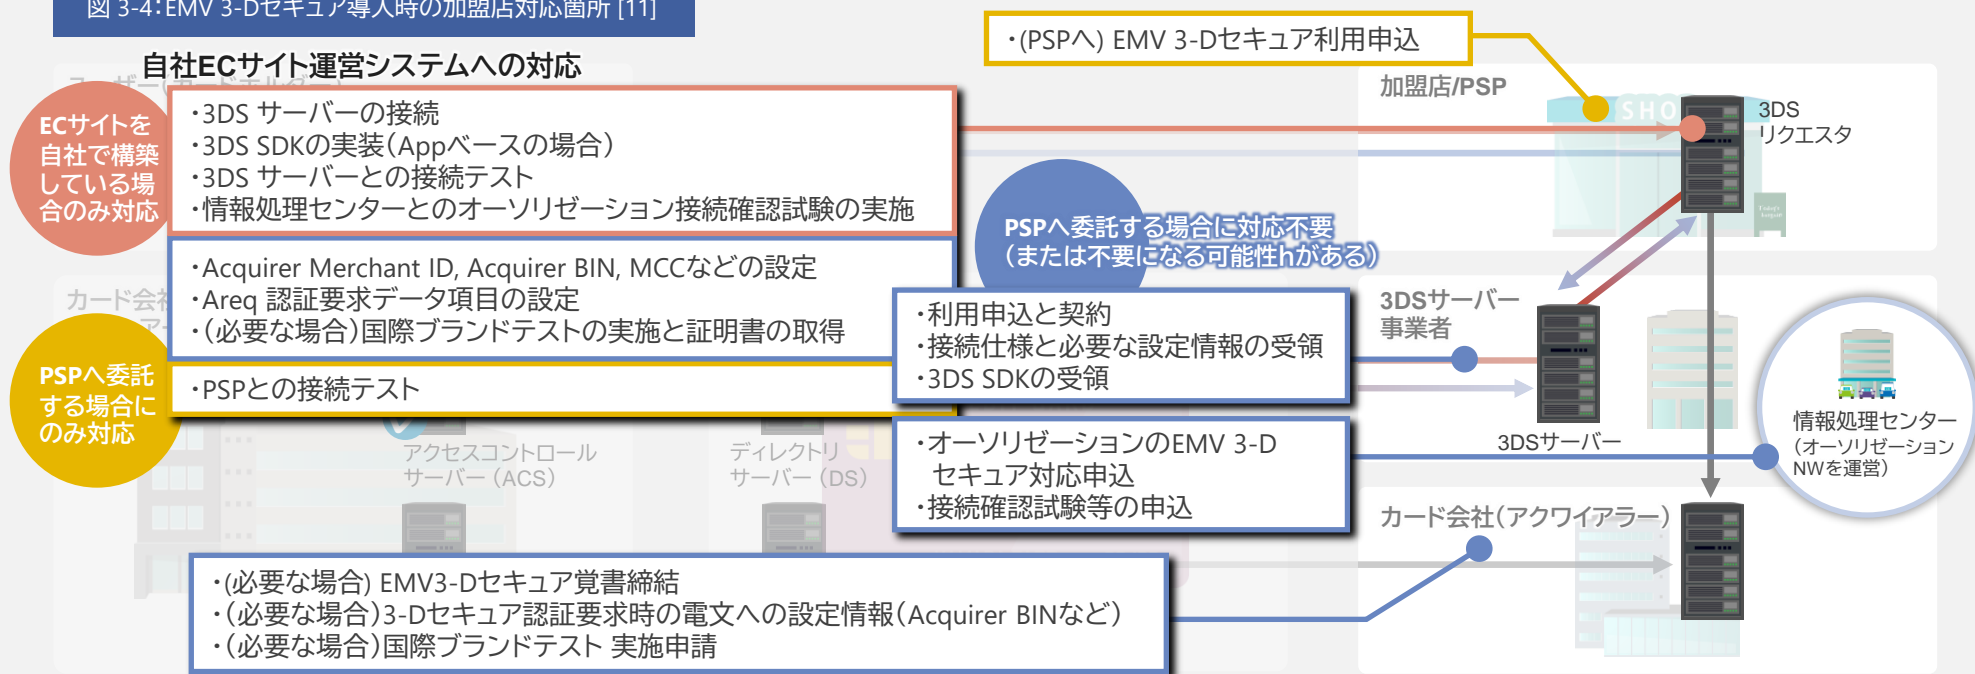 図 3-4：EMV 3-Dセキュア導入時の加盟店対応箇所 [11]
自社ECサイト運営システムへの対応
ECサイトを
自社で構築
している場
合のみ対応
・3DS サーバーの接続
・3DS SDKの実装（Appベースの場合）
・3DS サーバーとの接続テスト
・情報処理センターとのオーソリゼーション接続確認試験の実施
・Acquirer Merchant ID, Acquirer BIN, MCCなどの設定
・Areq 認証要求データ項目の設定
・（必要な場合）国際ブランドテストの実施と証明書の取得
PSPへ委託
する場合に
のみ対応
・PSPとの接続テスト
・(PSPへ) EMV 3-Dセキュア利用申込
加盟店/PSP
SHO
3DS
リクエスタ
PSPへ委託する場合に対応不要
（または不要になる可能性hがある）
・利用申込と契約
・接続仕様と必要な設定情報の受領
・3DS SDKの受領
3DSサーバー
事業者
3DSサーバー
情報処理センター
（オーソリゼーション
NWを運営）
・オーソリゼーションのEMV 3-D
セキュア対応申込
・接続確認試験等の申込
カード会社（アクワイアラー）
カード会社
アクセスコントロール
サーバー（ACS）
ディレクトリ
サーバー（DS）
・(必要な場合) EMV3-Dセキュア覚書締結
・（必要な場合）3-Dセキュア認証要求時の電文への設定情報（Acquirer BINなど）
・（必要な場合）国際ブランドテスト 実施申請